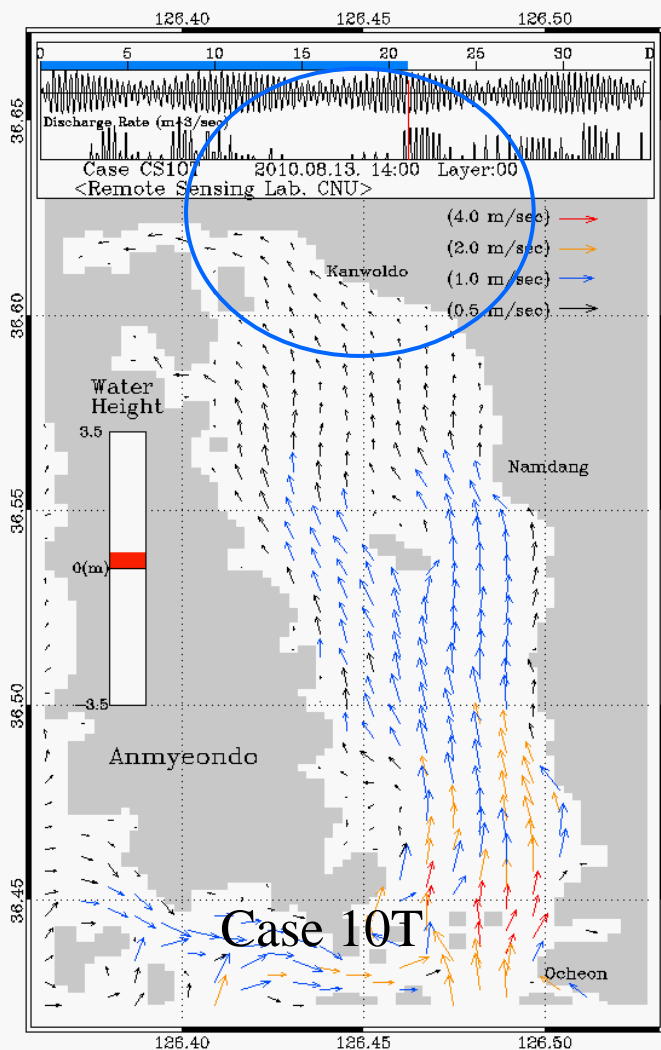 126.40 126.45 126.50
0 5 10 15 20 25 30 D
Discharge Rate (m^3/sec)
Case CS10T 2010.08.13. 14:00 Layer:00
<Remote Sensing Lab. CNU>
(4.0 m/sec)
(2.0 m/sec)
(1.0 m/sec)
(0.5 m/sec)
Kanwoldo
Water
Height
3.5
0(m)
-3.5
Namdang
Anmyeondo
Case 10T
Ocheon
36.65
36.60
36.55
36.50
36.45
126.40 126.45 126.50